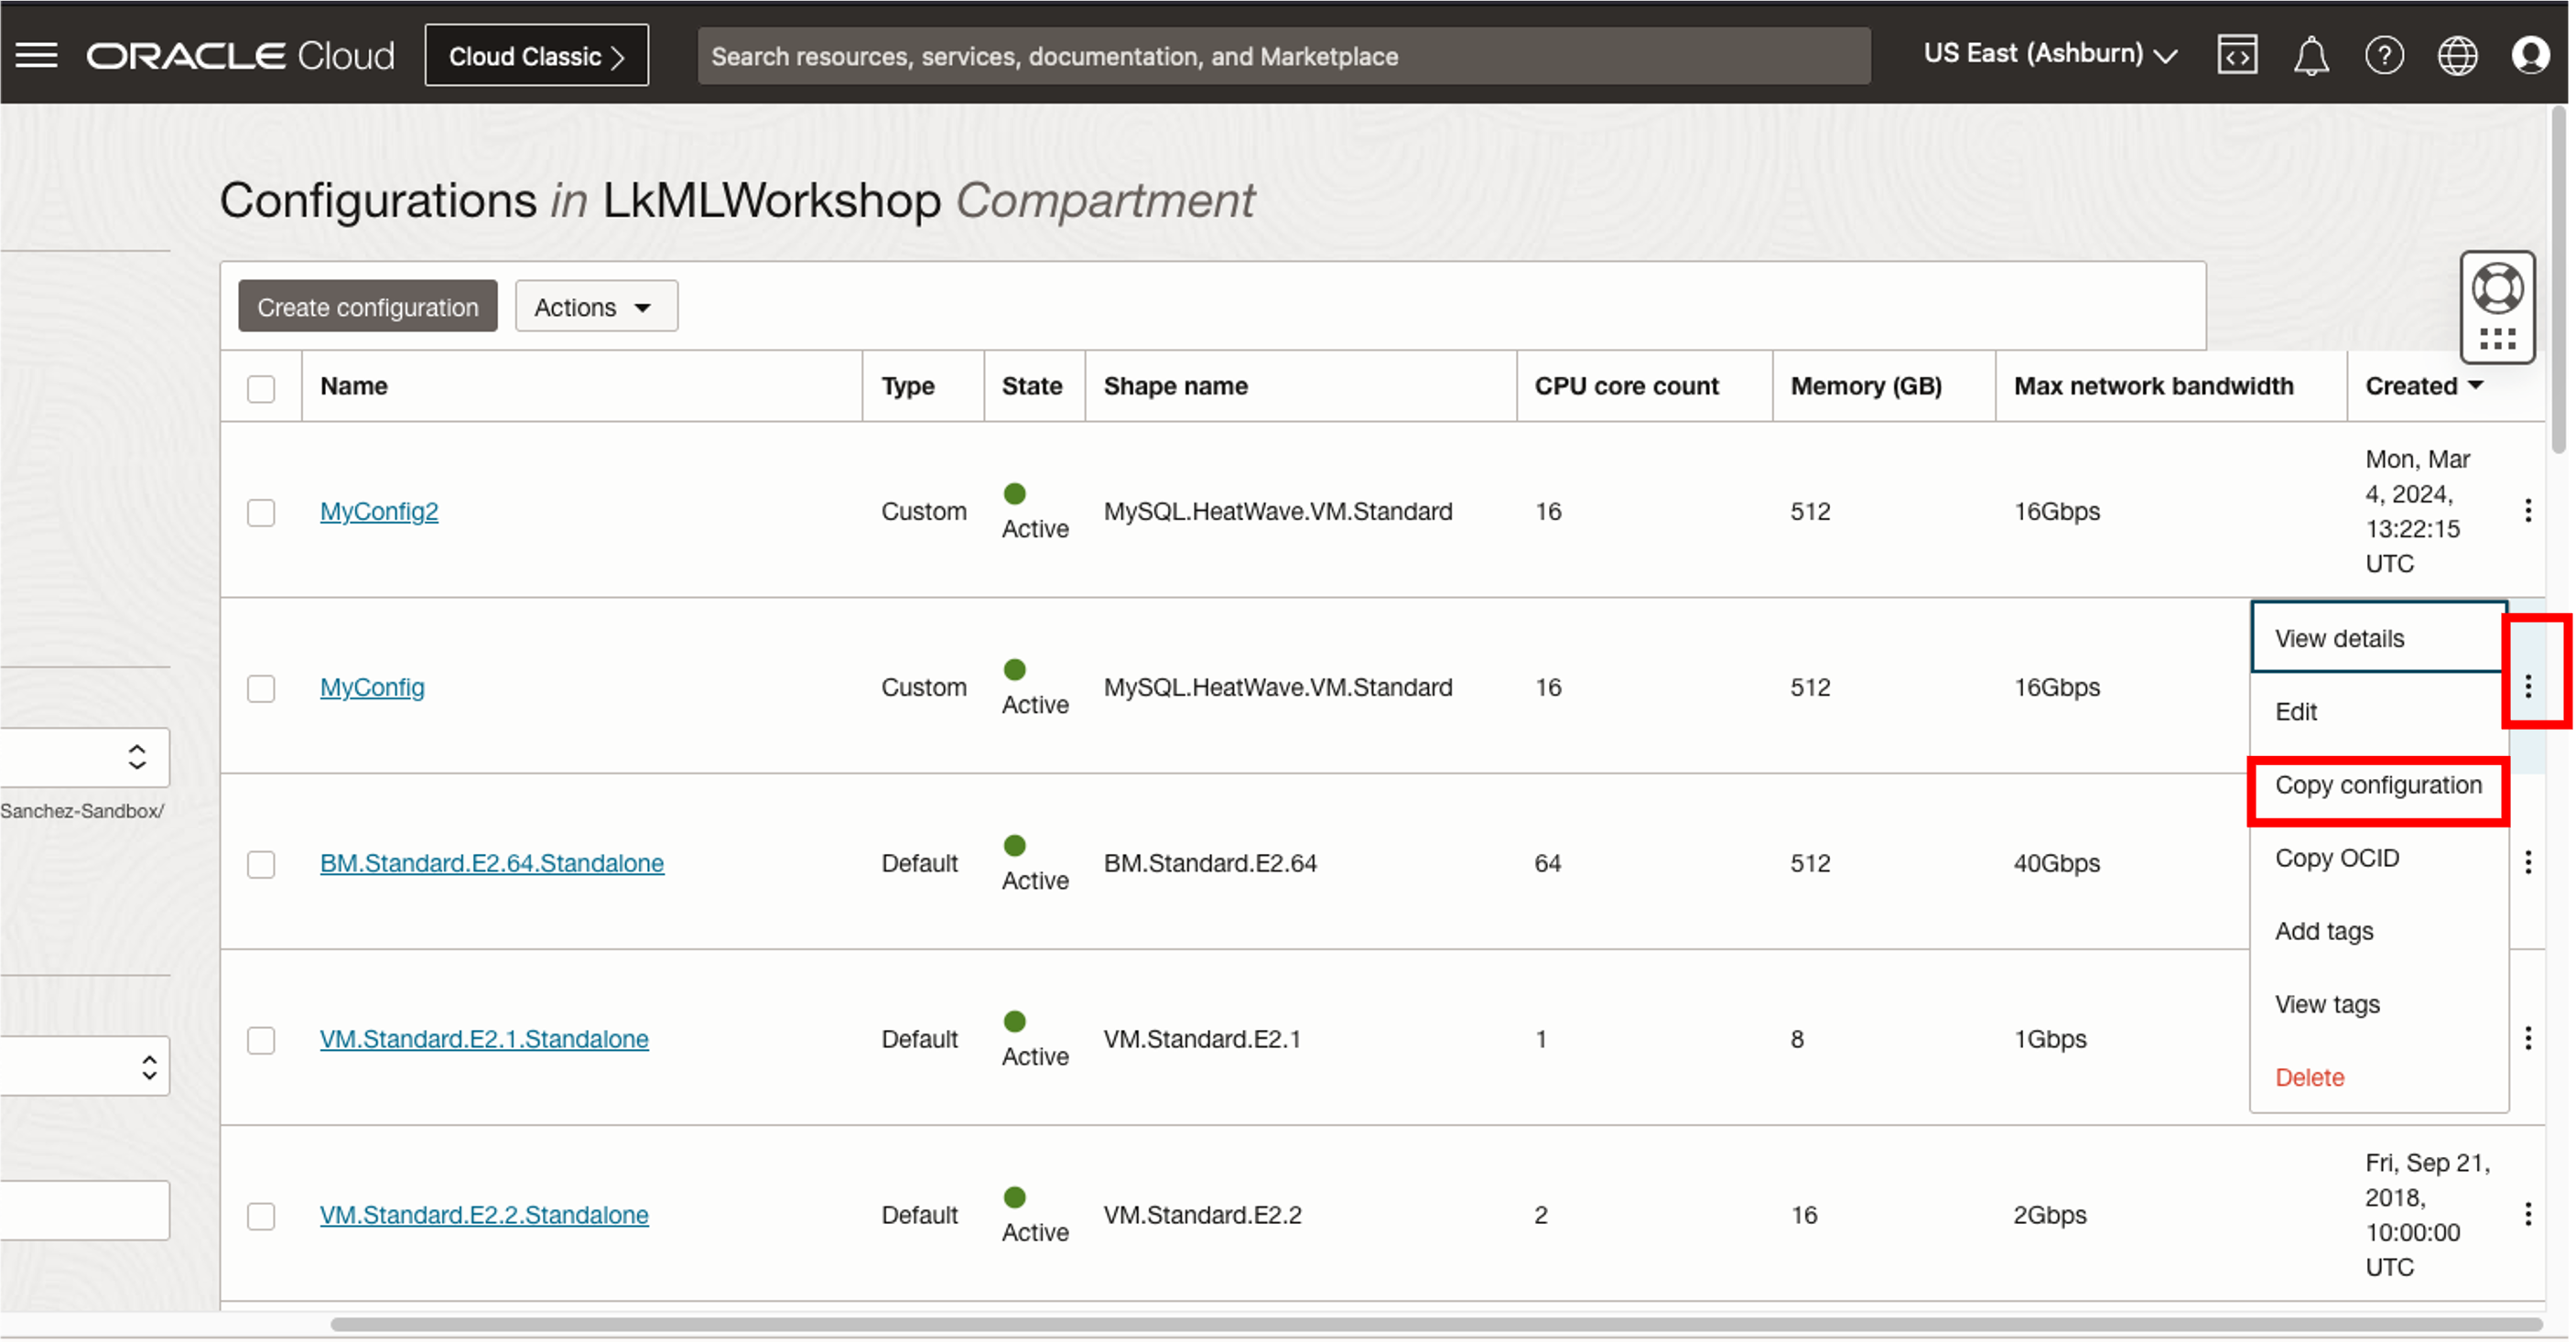 ORACLE Cloud
Cloud Classic
Search resources, services, documentation, and Marketplace
US East (Ashburn)
Configurations in LkMLWorkshop Compartment
Create configuration
Actions
Name Type State Shape name CPU core count Memory (GB) Max network bandwidth Created
MyConfig2 Custom Active MySQL.HeatWave.VM.Standard 16 512 16Gbps
Mon, Mar
4, 2024,
13:22:15
UTC
MyConfig Custom Active MySQL.HeatWave.VM.Standard 16 512 16Gbps
BM.Standard.E2.64.Standalone Default Active BM.Standard.E2.64 64 512 40Gbps
VM.Standard.E2.1.Standalone Default Active VM.Standard.E2.1 1 8 1Gbps
VM.Standard.E2.2.Standalone Default Active VM.Standard.E2.2 2 16 2Gbps
Fri, Sep 21,
2018,
10:00:00
UTC
View details
Edit
Copy configuration
Copy OCID
Add tags
View tags
Delete
Sanchez-Sandbox/